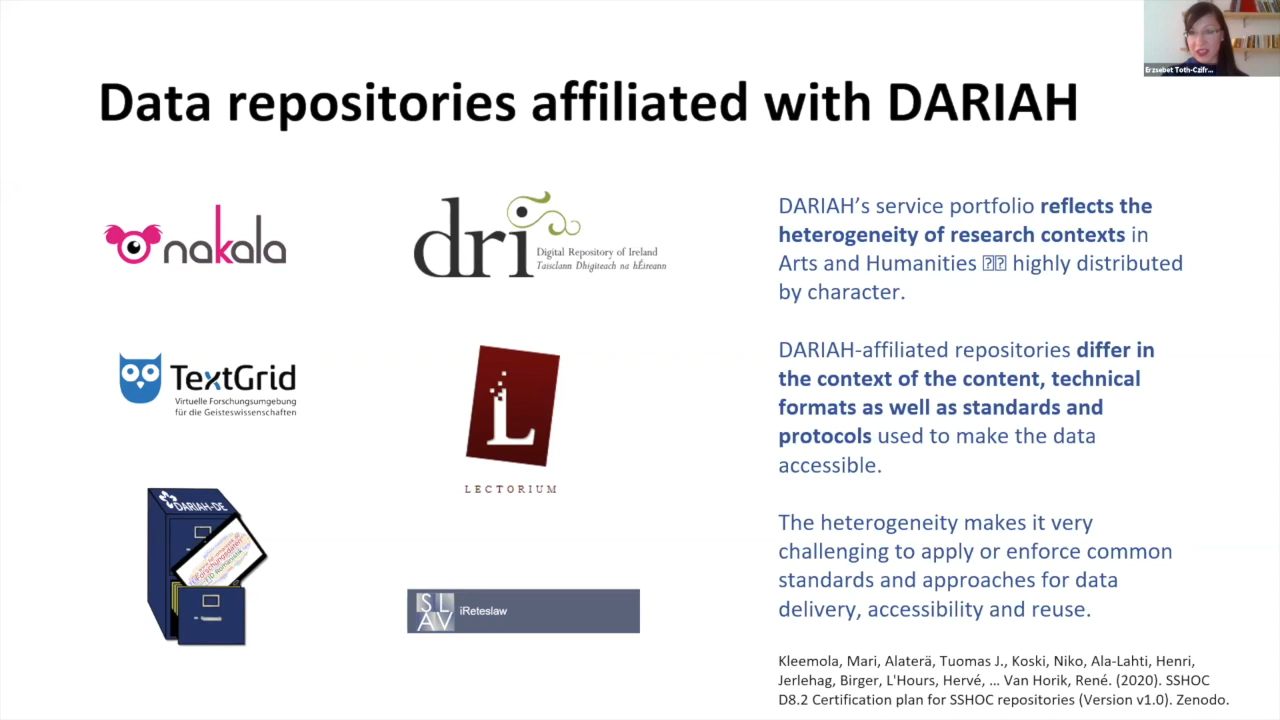 Erzsebet Toth-Czifr...
Data repositories affiliated with DARIAH
nakala
dri
Digital Repository of Ireland
Taisclann Dhigiteach na hÉireann
TextGrid
Virtuelle Forschungsumgebung
für die Geisteswissenschaften
L
LECTORIUM
DARIAH-DE
Forschungsdaten
SL
AV
iReteslaw
DARIAH’s service portfolio reflects the
heterogeneity of research contexts in
Arts and Humanities highly distributed
by character.
DARIAH-affiliated repositories differ in
the context of the content, technical
formats as well as standards and
protocols used to make the data
accessible.
The heterogeneity makes it very
challenging to apply or enforce common
standards and approaches for data
delivery, accessibility and reuse.
Kleemola, Mari, Alaterä, Tuomas J., Koski, Niko, Ala-Lahti, Henri,
Jerlehag, Birger, L'Hours, Hervé, … Van Horik, René. (2020). SSHOC
D8.2 Certification plan for SSHOC repositories (Version v1.0). Zenodo.